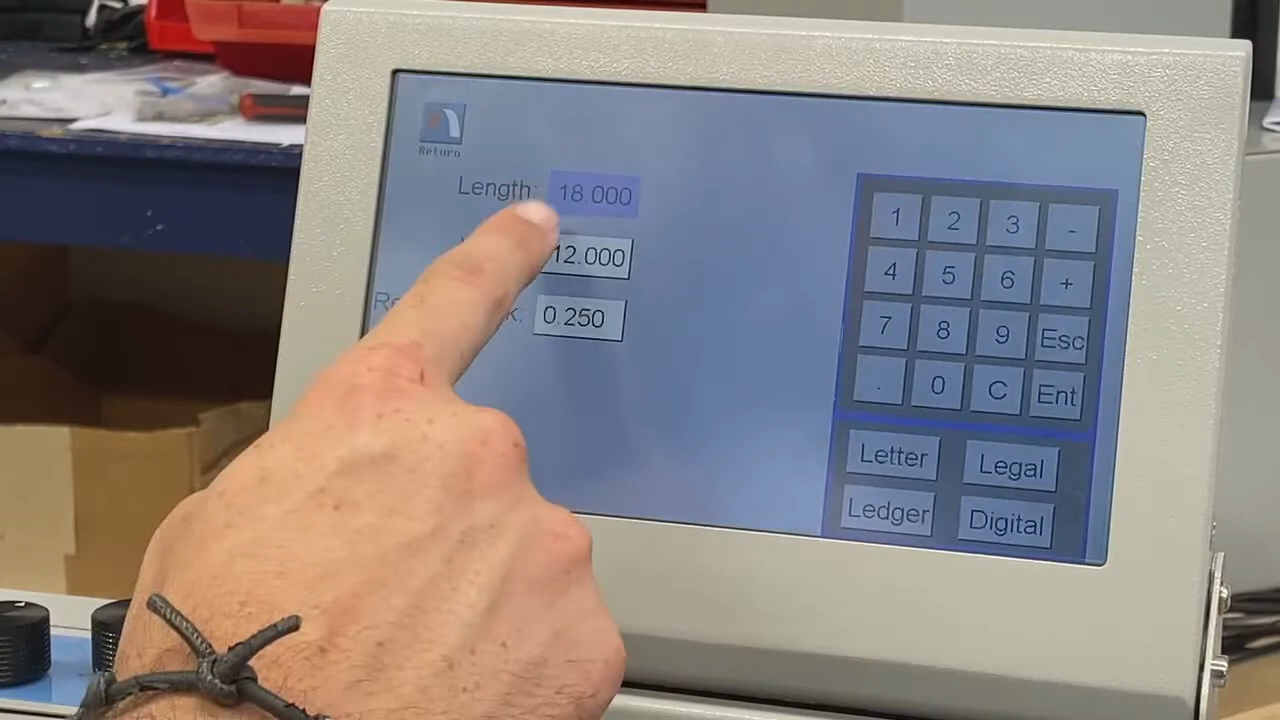 Return
Length: 18.000
12.000
0.250
1 2 3 -
4 5 6 +
7 8 9 Esc
. 0 C Ent
Letter Legal
Ledger Digital